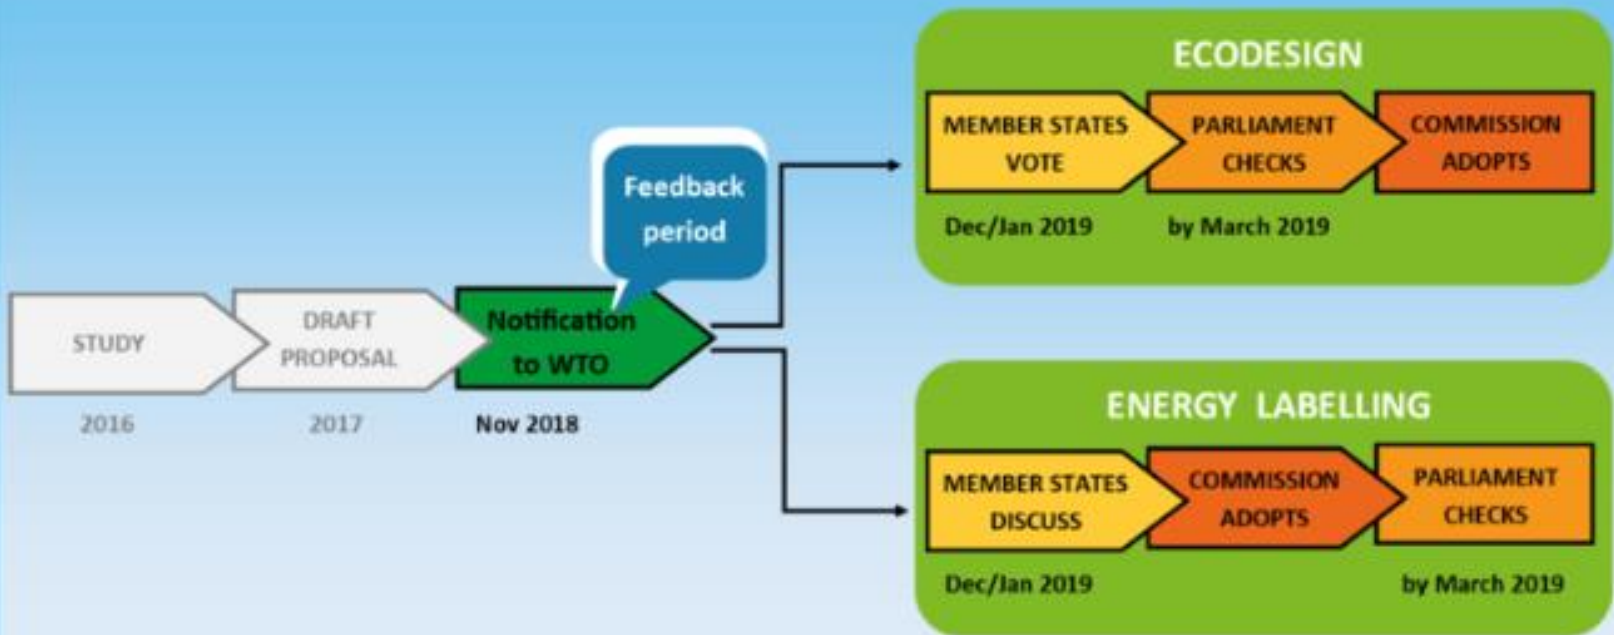 STUDY
2016
DRAFT
PROPOSAL
2017
Notification
to WTO
Nov 2018
Feedback
period
ECODESIGN
MEMBER STATES
VOTE
Dec/Jan 2019
PARLIAMENT
CHECKS
by March 2019
COMMISSION
ADOPTS
ENERGY LABELLING
MEMBER STATES
DISCUSS
Dec/Jan 2019
COMMISSION
ADOPTS
PARLIAMENT
CHECKS
by March 2019